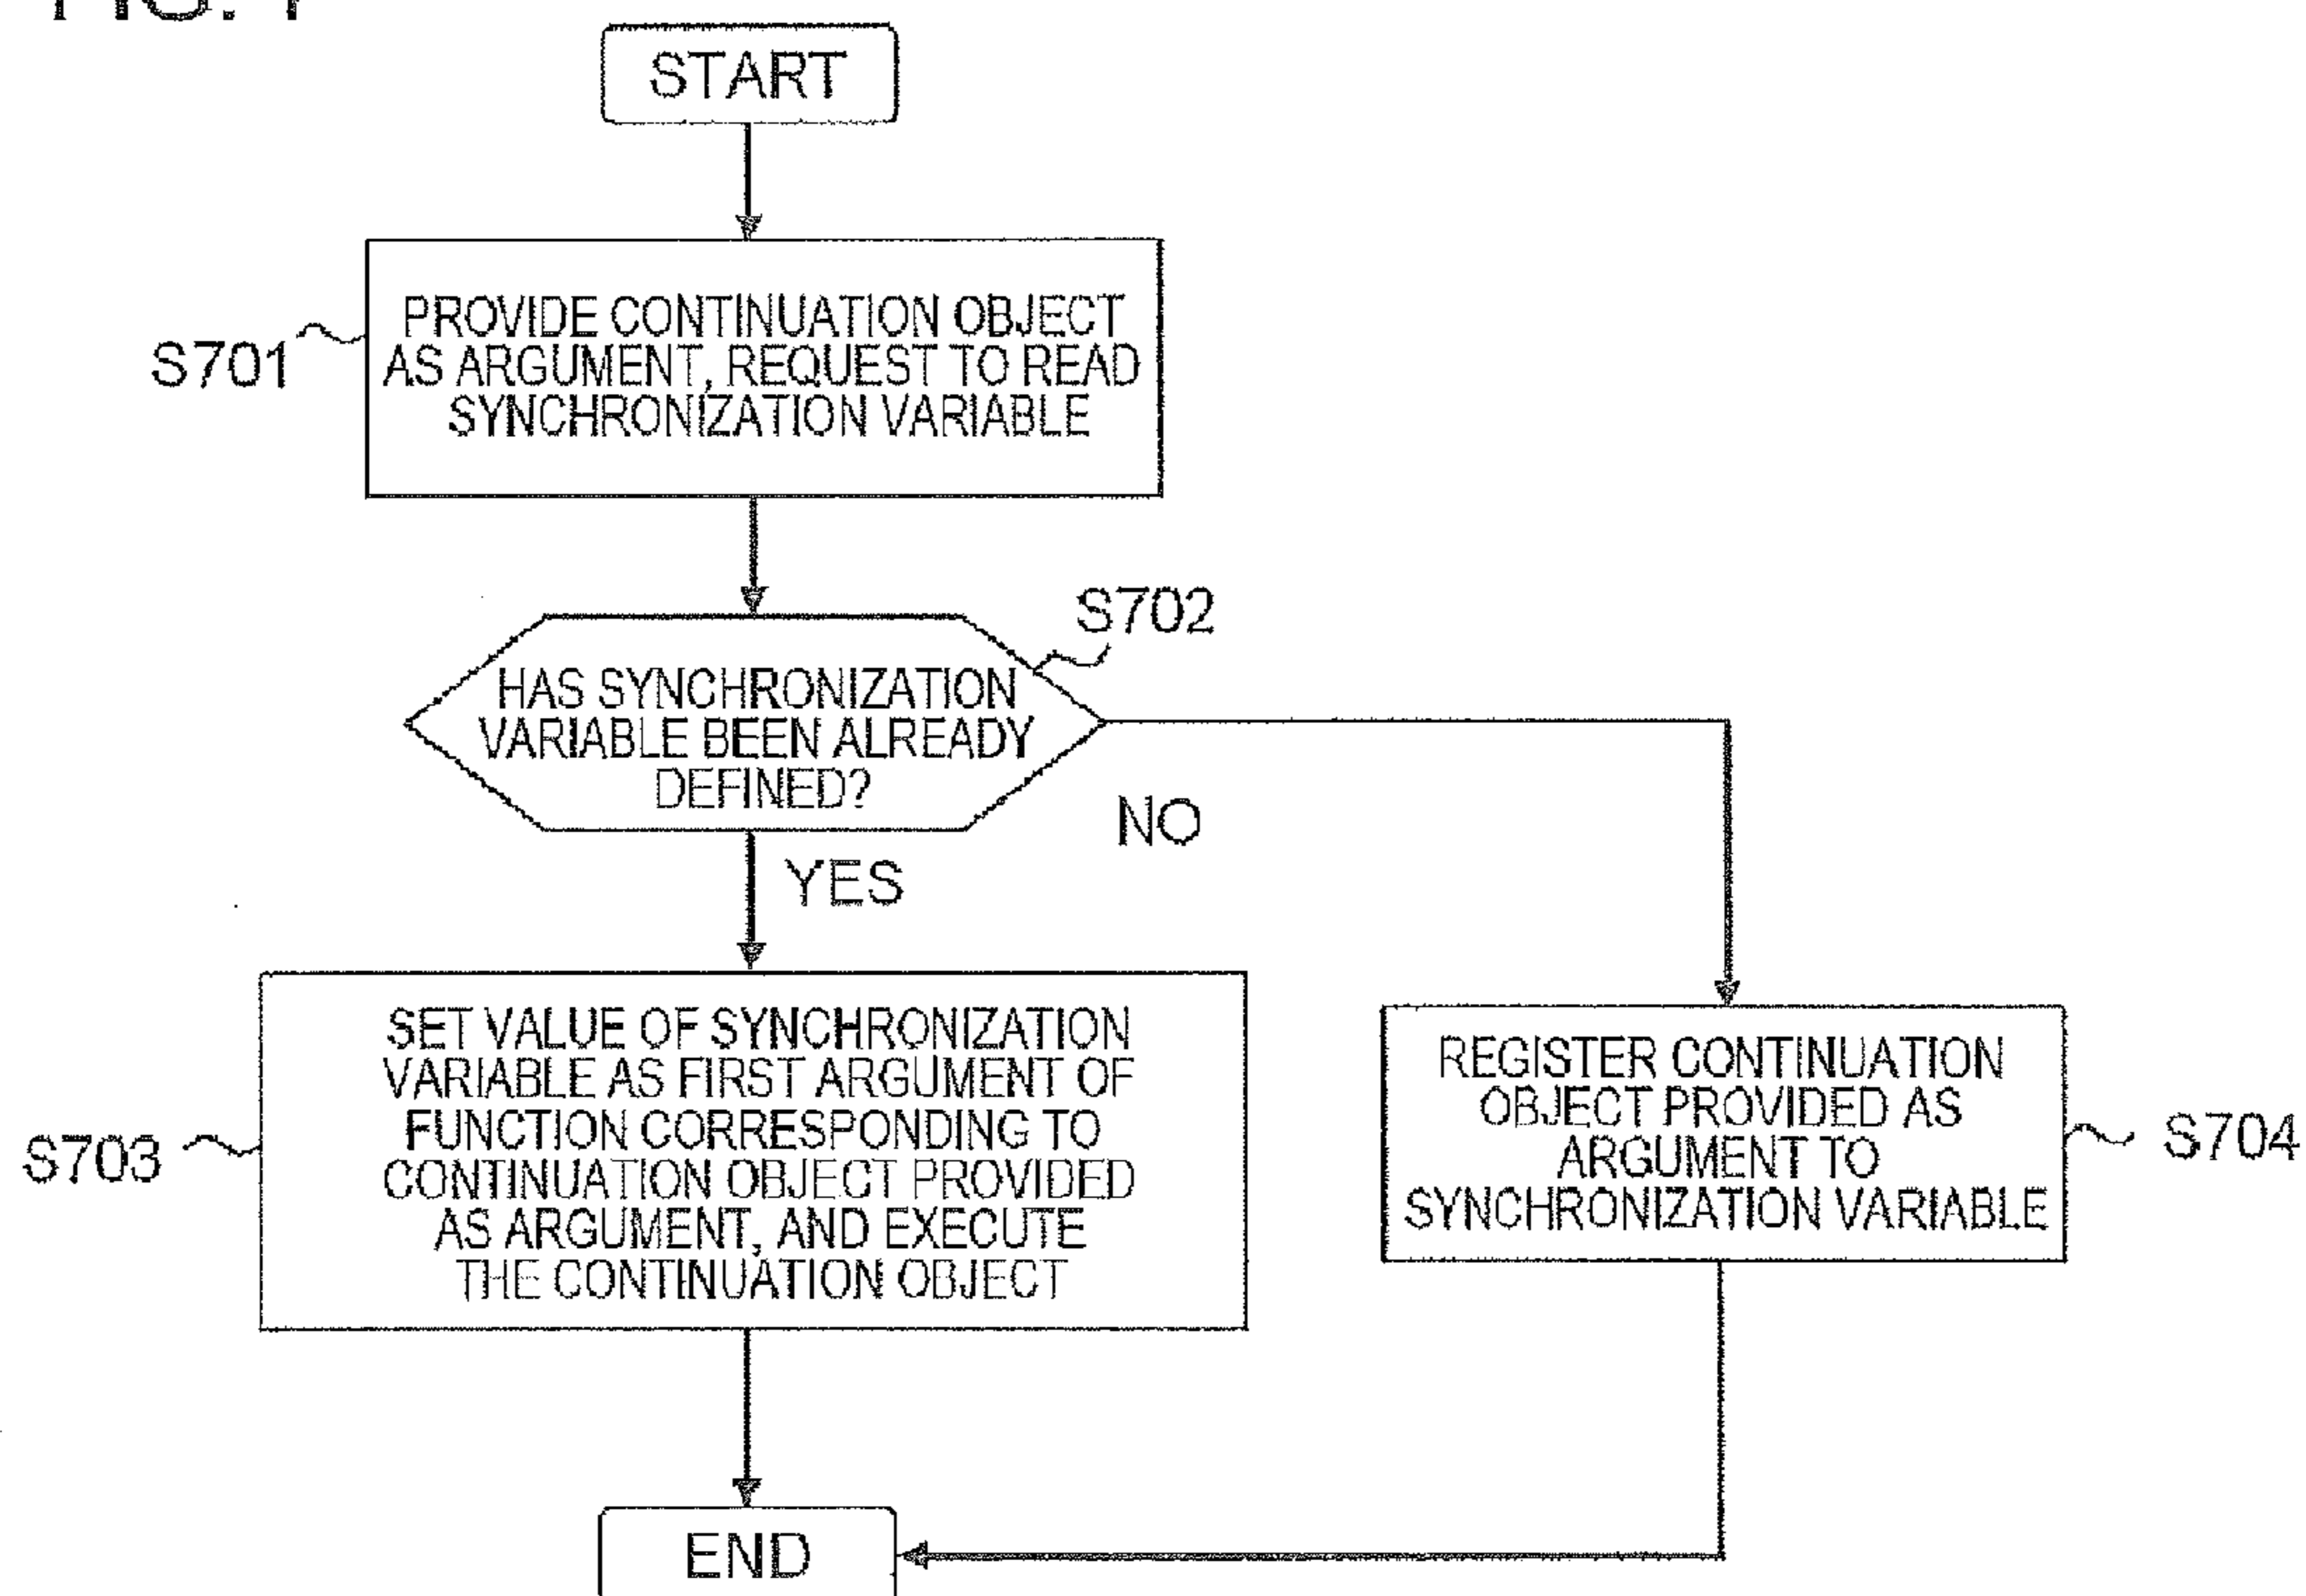 START
S701
PROVIDE CONTINUATION OBJECT
AS ARGUMENT, REQUEST TO READ
SYNCHRONIZATION VARIABLE
S702
HAS SYNCHRONIZATION
VARIABLE BEEN ALREADY
DEFINED?
NO
YES
S703
SET VALUE OF SYNCHRONIZATION
VARIABLE AS FIRST ARGUMENT OF
FUNCTION CORRESPONDING TO
CONTINUATION OBJECT PROVIDED
AS ARGUMENT, AND EXECUTE
THE CONTINUATION OBJECT
REGISTER CONTINUATION
OBJECT PROVIDED AS
ARGUMENT TO
SYNCHRONIZATION VARIABLE
S704
END